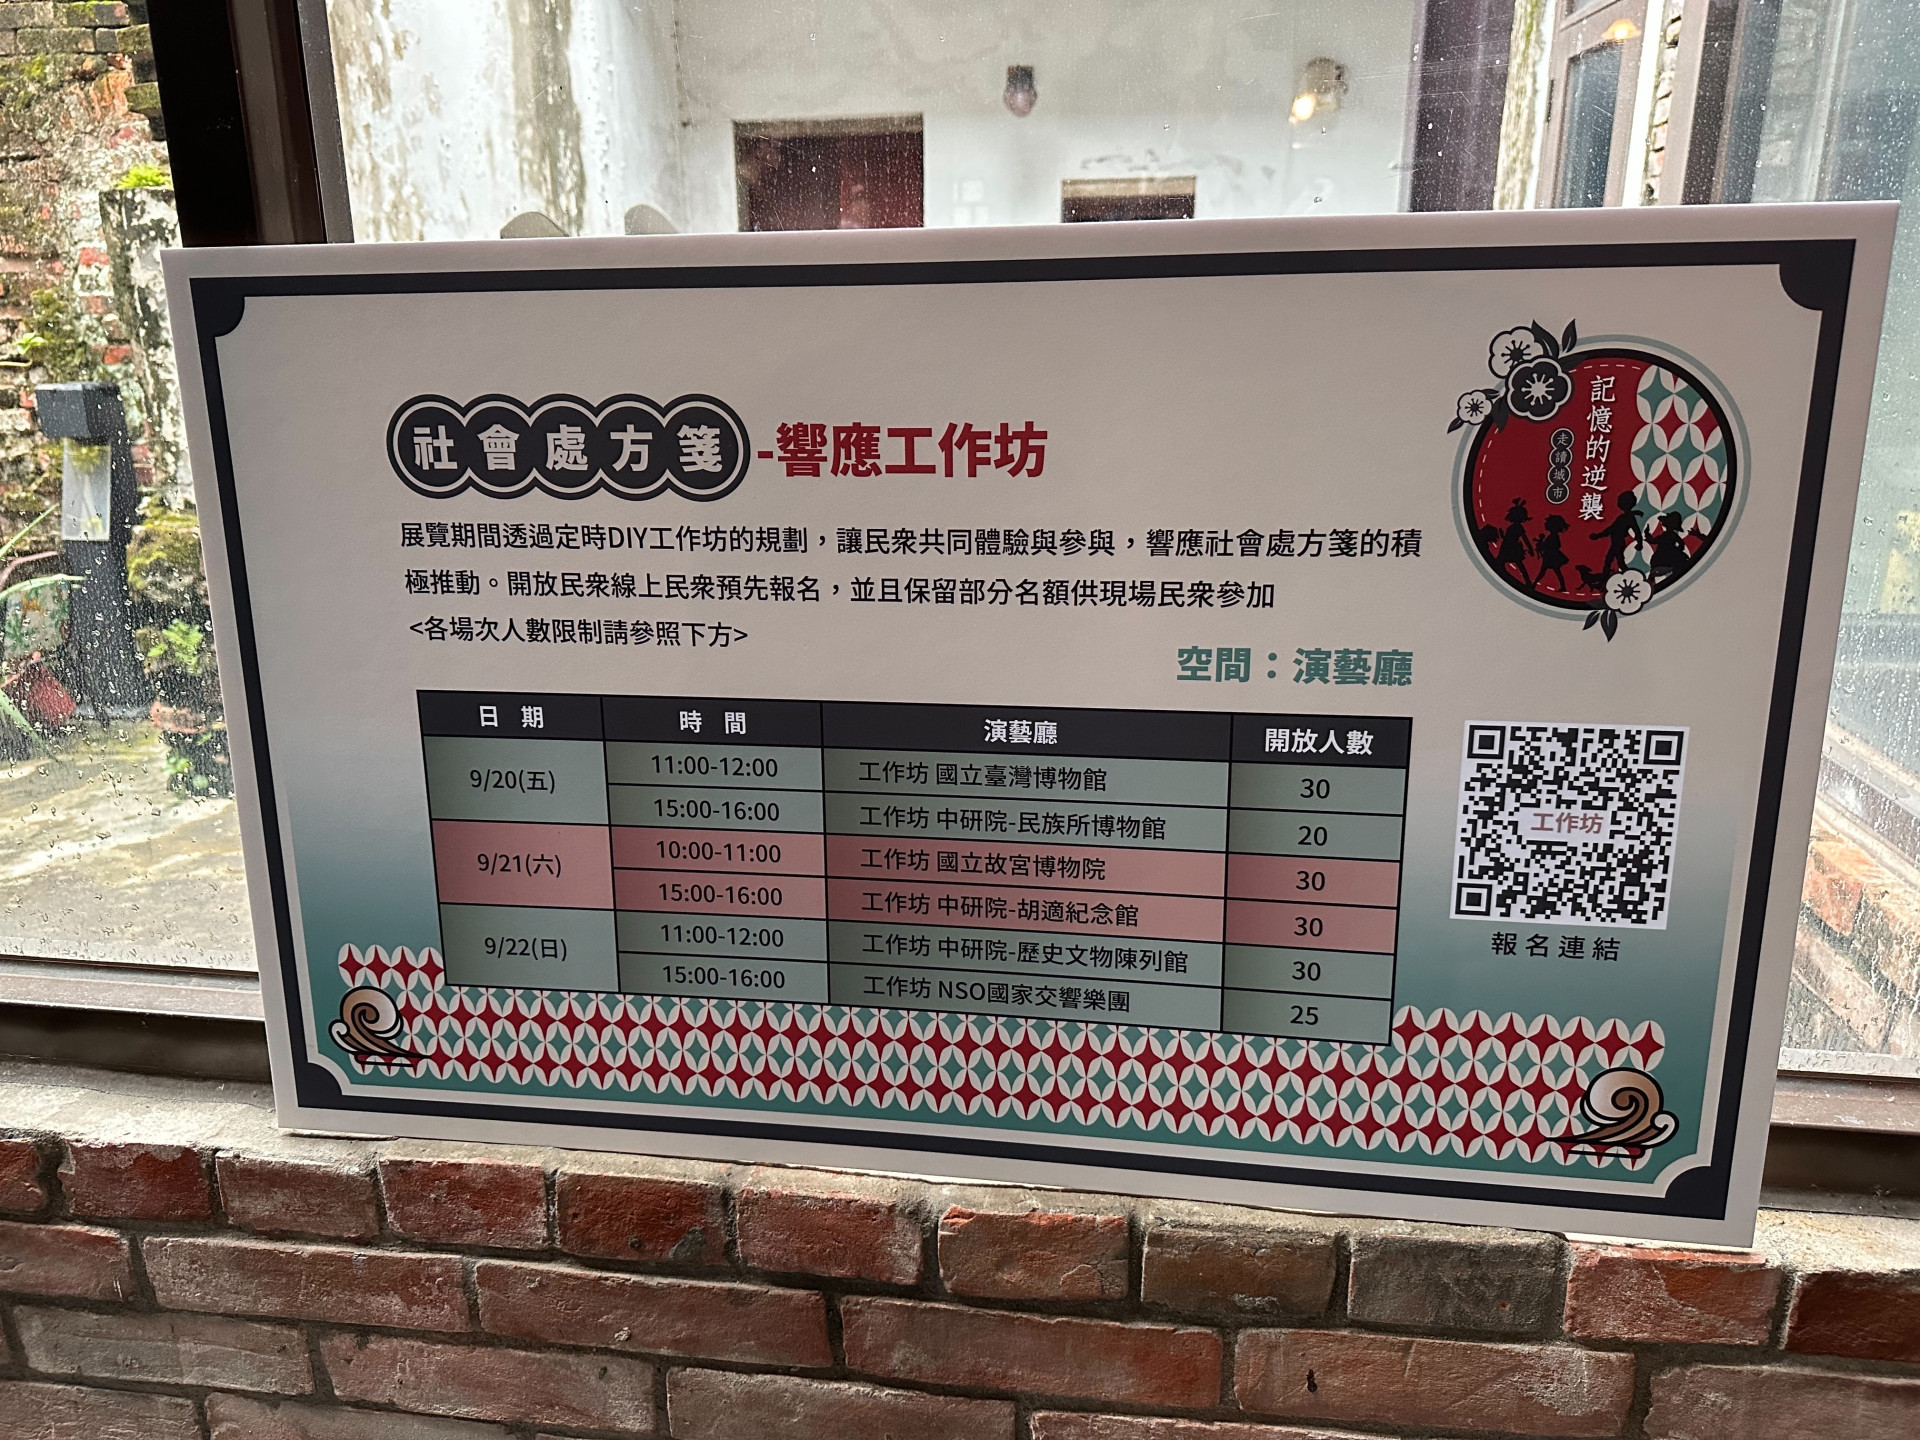 社會處方箋-響應工作坊
記憶的逆襲
走讀城市
展覽期間透過定時DIY工作坊的規劃，讓民眾共同體驗與參與，響應社會處方箋的積
極推動。開放民眾線上民眾預先報名，並且保留部分名額供現場民眾參加
<各場次人數限制請參照下方>
空間：演藝廳
日 期 時 間 演藝廳 開放人數
9/20(五) 11:00-12:00 工作坊 國立臺灣博物館 30
15:00-16:00 工作坊 中研院-民族所博物館 20
9/21(六) 10:00-11:00 工作坊 國立故宮博物院 30
15:00-16:00 工作坊 中研院-胡適紀念館 30
9/22(日) 11:00-12:00 工作坊 中研院-歷史文物陳列館 30
15:00-16:00 工作坊 NSO國家交響樂團 25
工作坊
報名連結